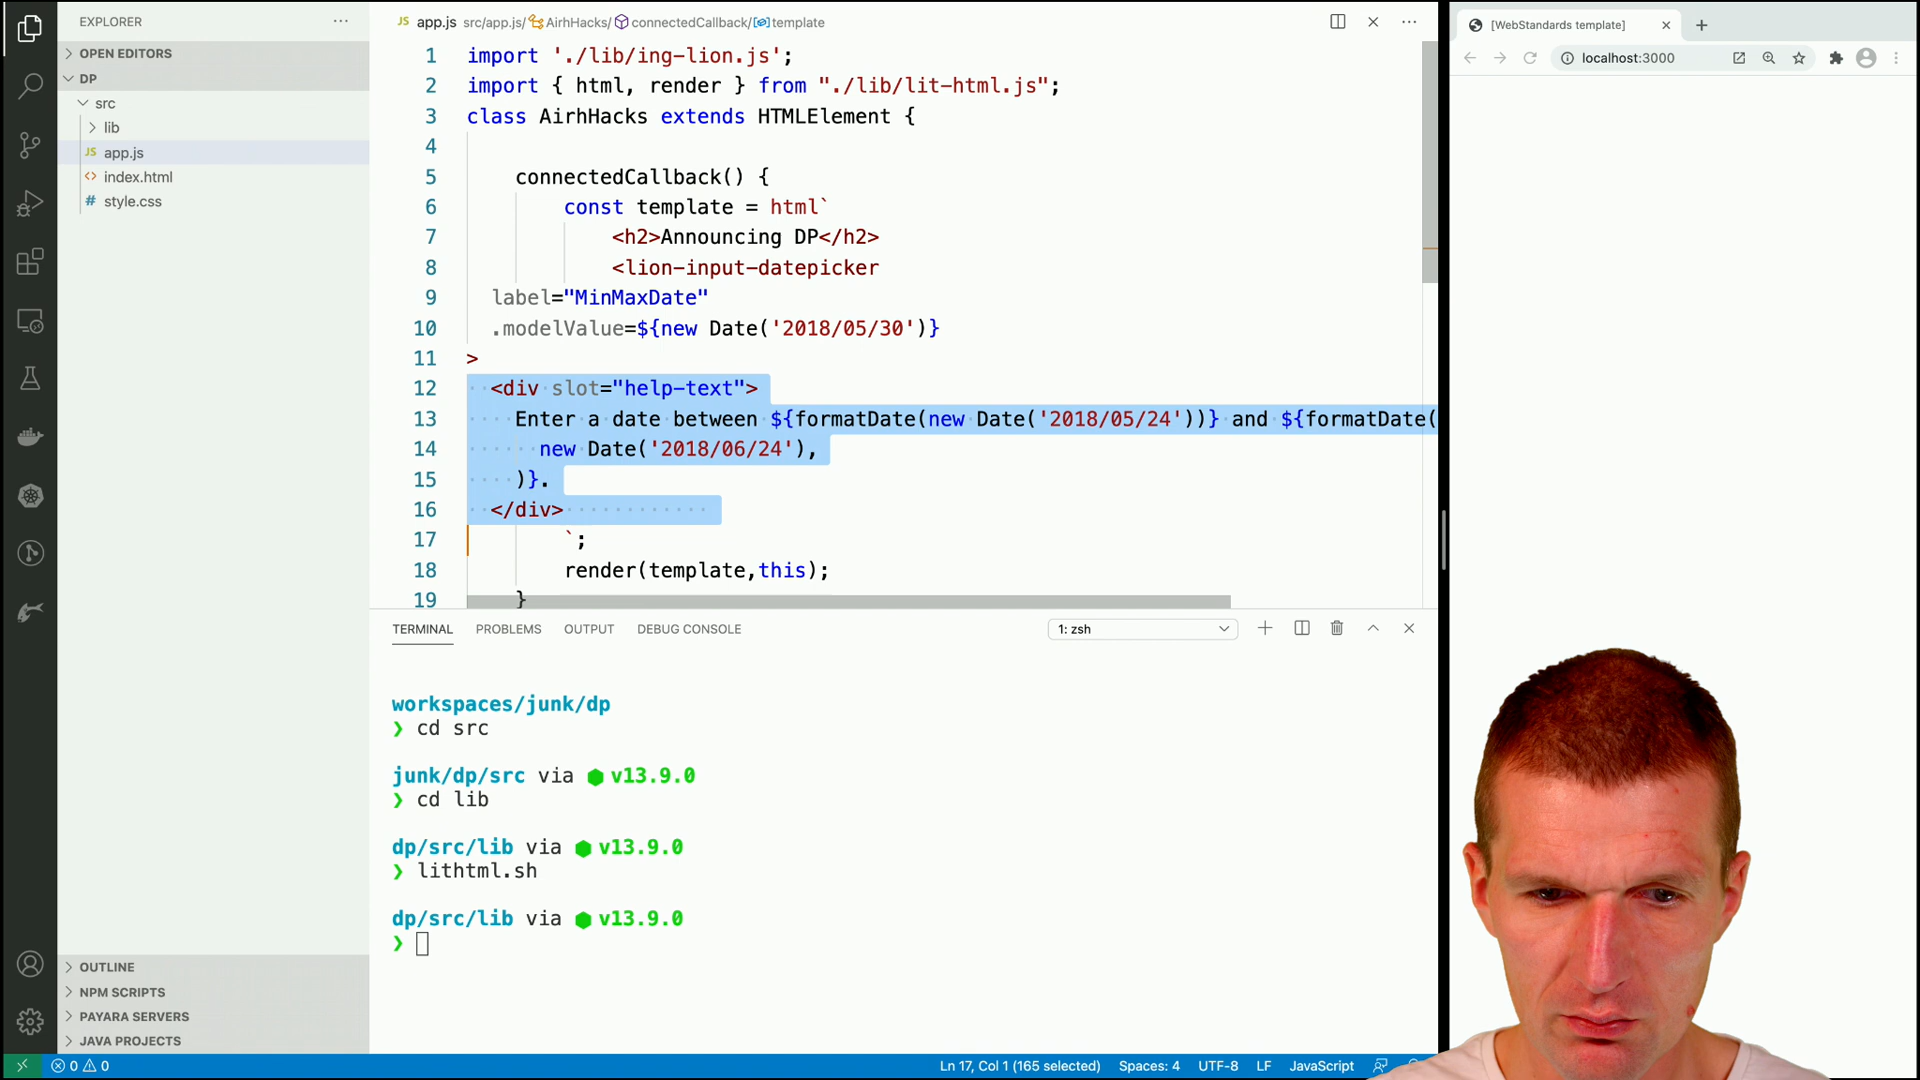 EXPLORER
OPEN EDITORS
DP
src
lib
JS app.js
<> index.html
# style.css
OUTLINE
NPM SCRIPTS
PAYARA SERVERS
JAVA PROJECTS
JS app.js src/app.js/ AirhHacks/ connectedCallback/ template
1 import './lib/ing-lion.js';
2 import { html, render } from "./lib/lit-html.js";
3 class AirhHacks extends HTMLElement {
4
5 connectedCallback() {
6 const template = html`
7 <h2>Announcing DP</h2>
8 <lion-input-datepicker
9 label="MinMaxDate"
10 .modelValue=${new Date('2018/05/30')}
11 >
12 <div slot="help-text">
13 Enter a date between ${formatDate(new Date('2018/05/24'))} and ${formatDate(
14 new Date('2018/06/24'),
15 )}.
16 </div>
17 `;
18 render(template,this);
19 }
TERMINAL PROBLEMS OUTPUT DEBUG CONSOLE 1: zsh
workspaces/junk/dp
❯ cd src
junk/dp/src via ⬢ v13.9.0
❯ cd lib
dp/src/lib via ⬢ v13.9.0
❯ lithtml.sh
dp/src/lib via ⬢ v13.9.0
❯
0 0 Ln 17, Col 1 (165 selected) Spaces: 4 UTF-8 LF JavaScript
[WebStandards template]
localhost:3000